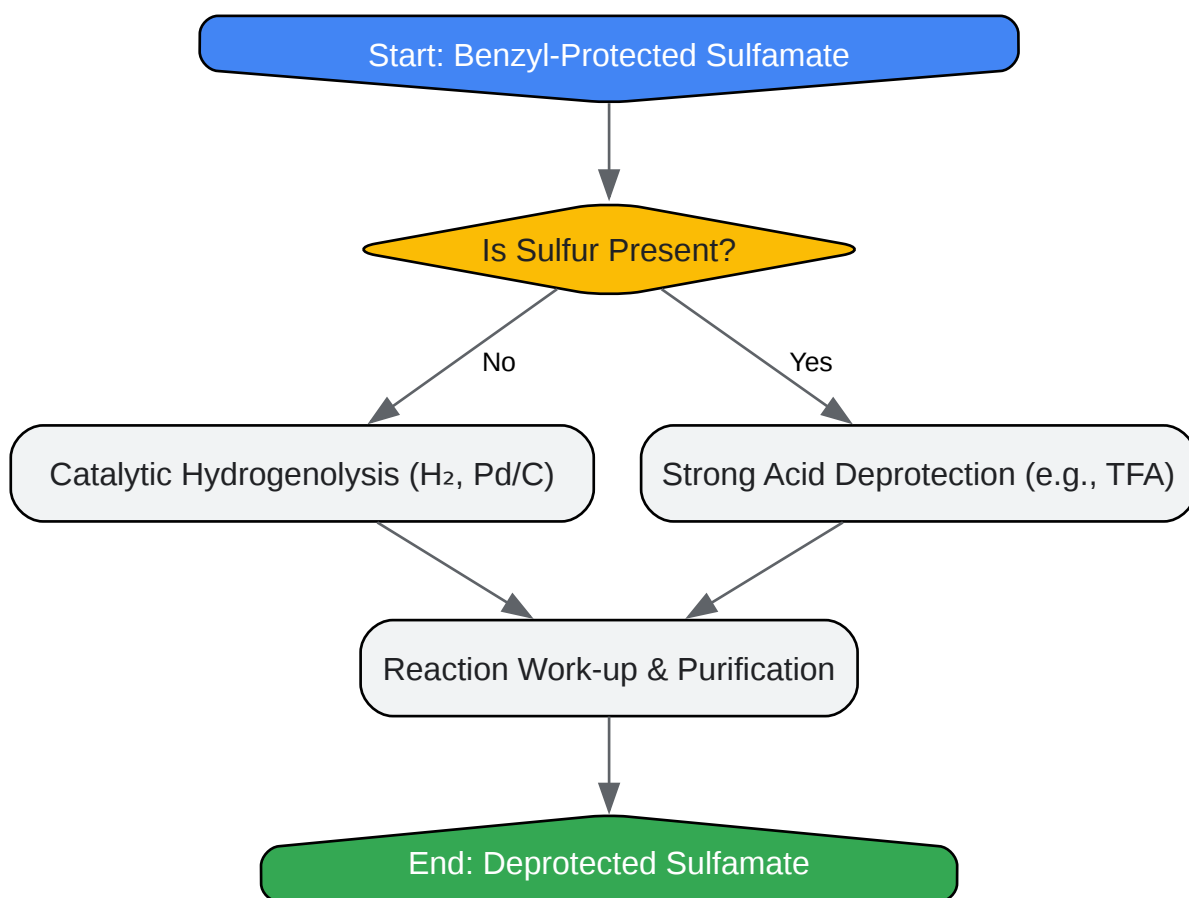 Start: Benzyl-Protected Sulfamate
Is Sulfur Present?
No
Yes
Catalytic Hydrogenolysis (H₂, Pd/C)
Strong Acid Deprotection (e.g., TFA)
Reaction Work-up & Purification
End: Deprotected Sulfamate